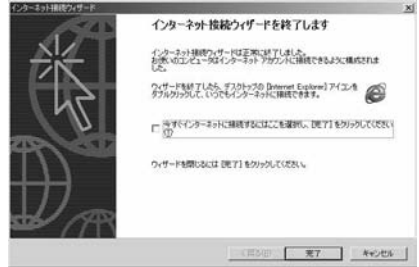 インターネット接続ウィザード
インターネット接続ウィザードを終了します
インターネット接続ウィザードは正常に終了しました。
お使いのコンピュータはインターネット アカウントに接続できるように構成されま
した。
ウィザードを終了したら、デスクトップの [Internet Explorer] アイコンを
ダブルクリックして、いつでもインターネットに接続できます。
今すぐインターネットに接続するにはここを選択し、[完了] をクリックしてください
(T)
ウィザードを閉じるには [完了] をクリックしてください。
< 戻る(B) 完了 キャンセル